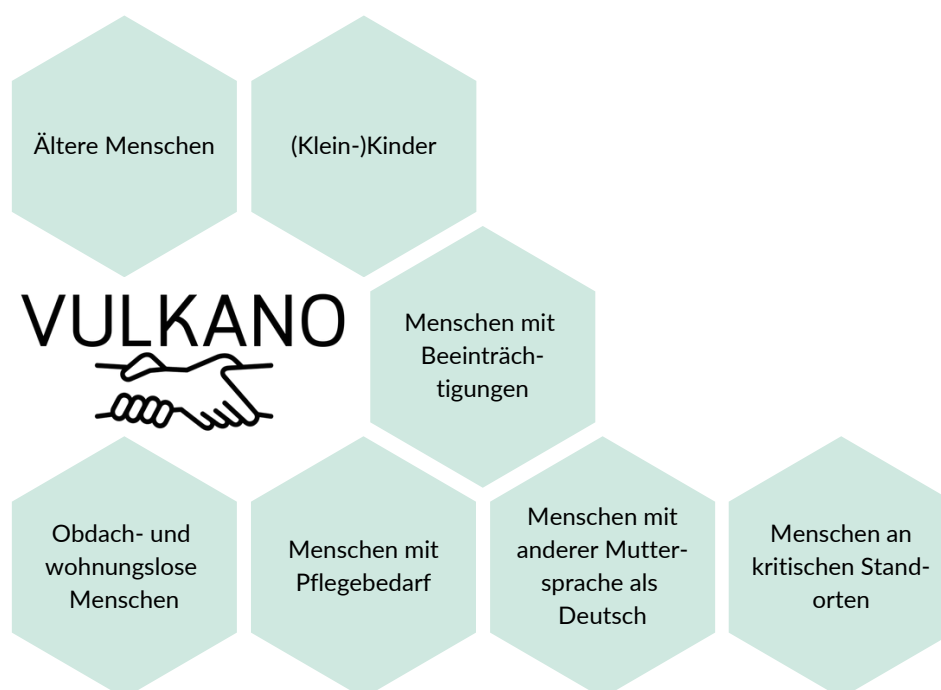 Ältere Menschen
(Klein-)Kinder
VULKANO
Menschen mit
Beeinträch-
tigungen
Obdach- und
wohnungslose
Menschen
Menschen mit
Pflegebedarf
Menschen mit
anderer Mutter-
sprache als
Deutsch
Menschen an
kritischen Stand-
orten